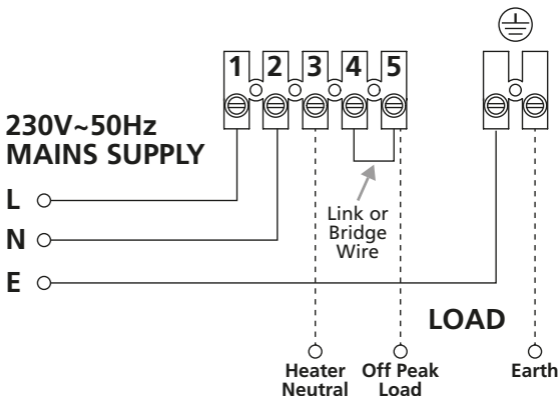 1 2 3 4 5
230V~50Hz
MAINS SUPPLY
L
N
E
Link or
Bridge
Wire
LOAD
Heater
Neutral
Off Peak
Load
Earth